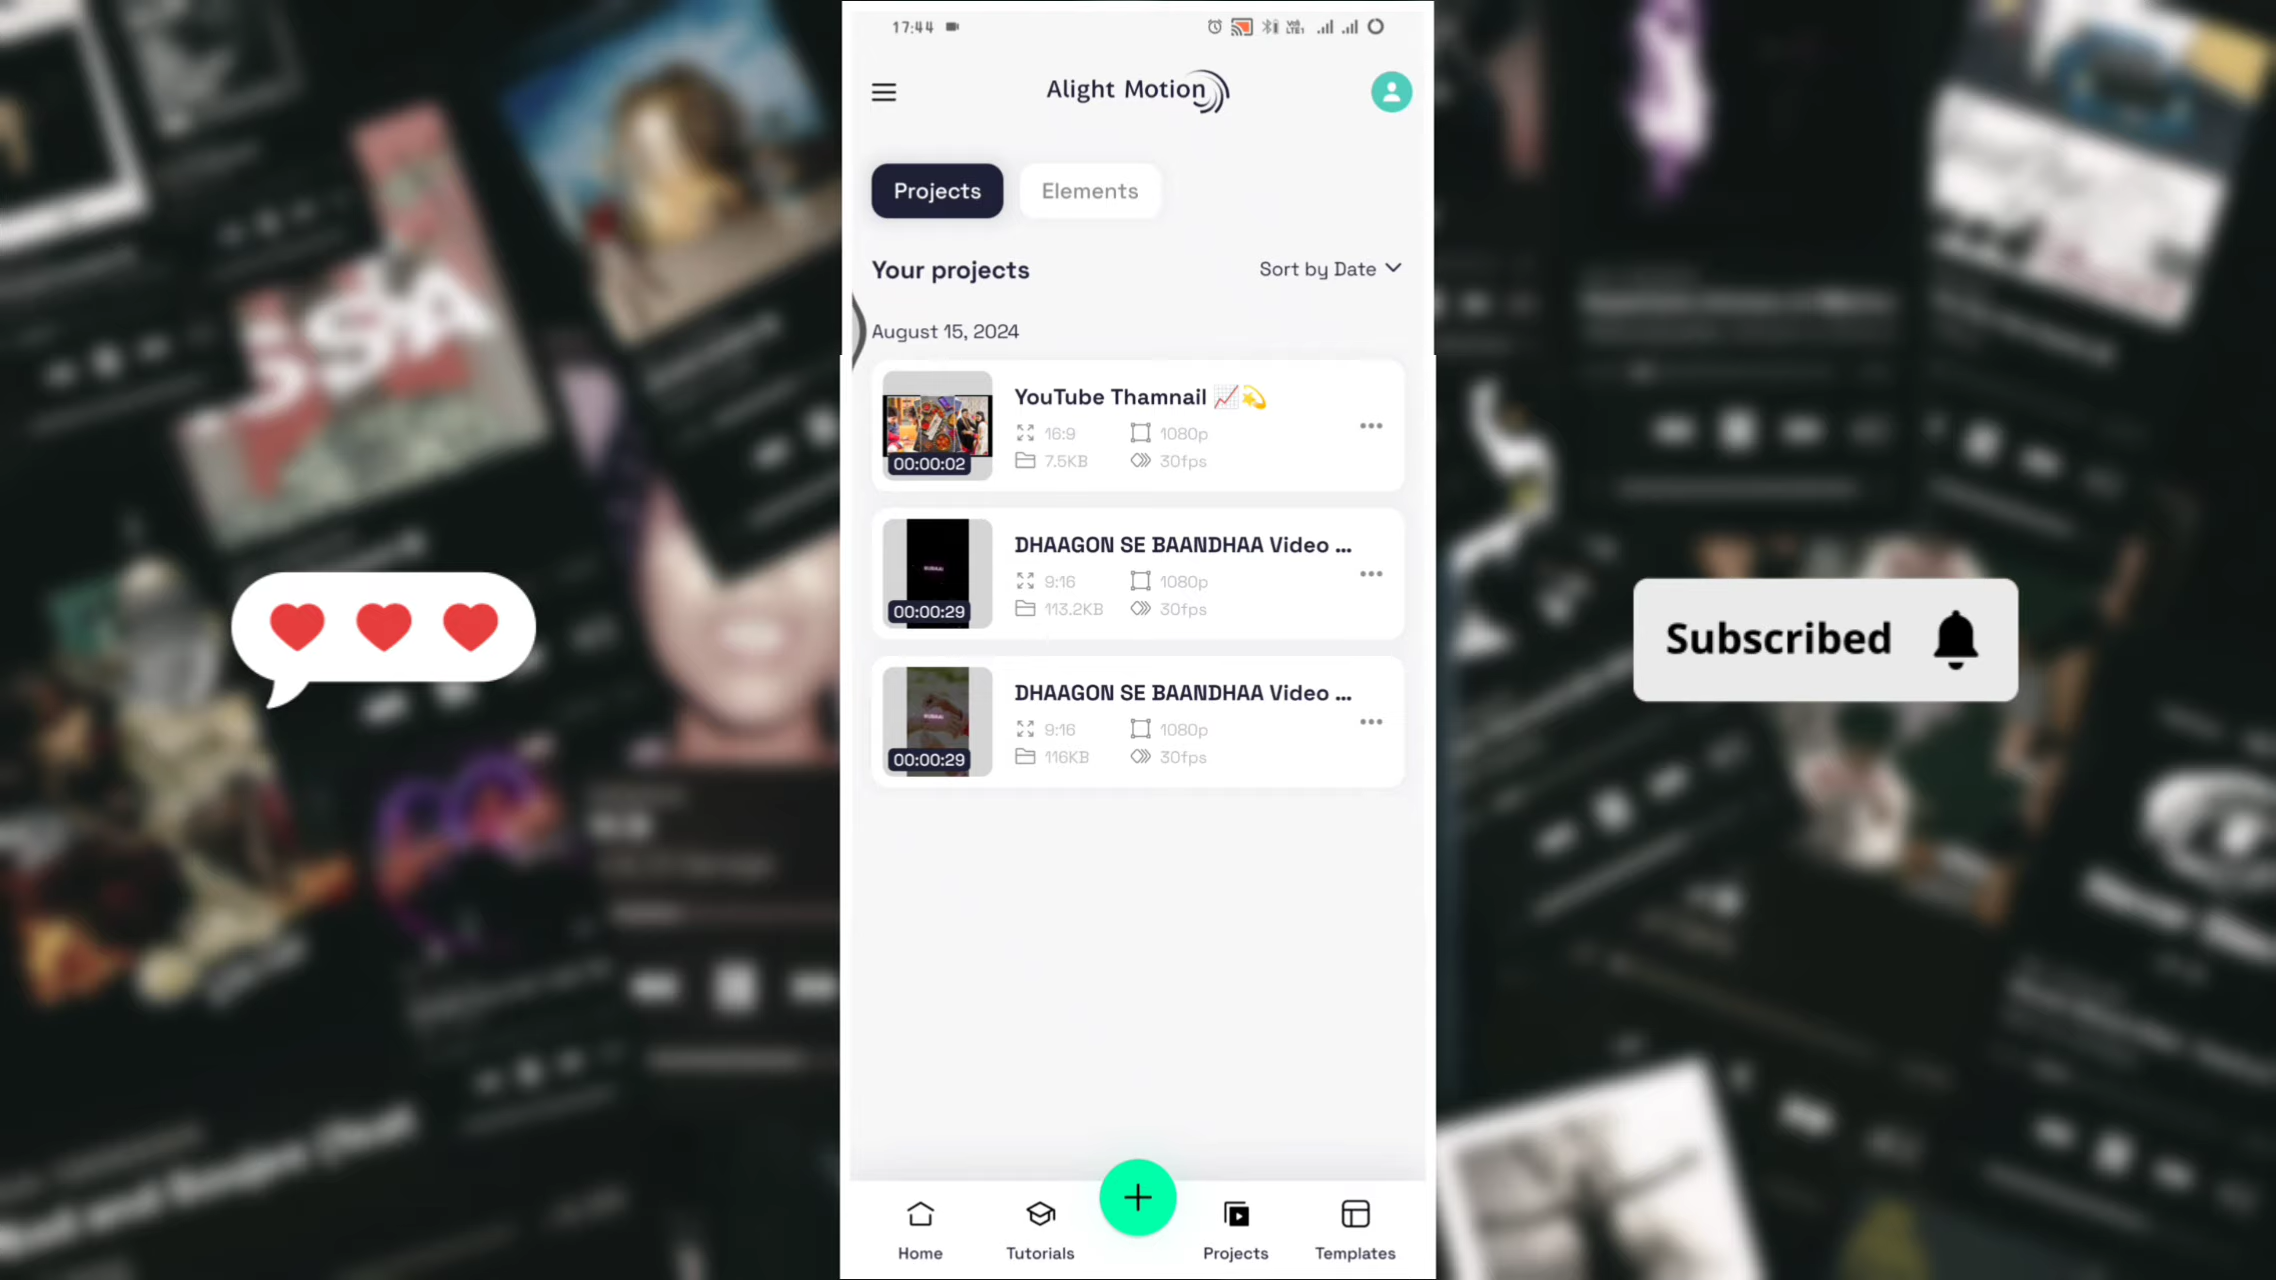 17:44
Alight Motion
Projects
Elements
Your projects
Sort by Date
August 15, 2024
YouTube Thamnail 📈💫
16:9
1080p
7.5KB
30fps
00:00:02
DHAAGON SE BAANDHAA Video ...
9:16
1080p
113.2KB
30fps
00:00:29
DHAAGON SE BAANDHAA Video ...
9:16
1080p
116KB
30fps
00:00:29
Subscribed
Home
Tutorials
Projects
Templates